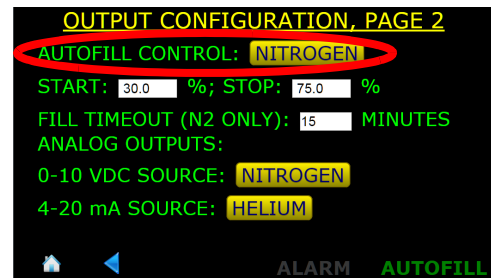 OUTPUT CONFIGURATION, PAGE 2
AUTOFILL CONTROL: NITROGEN
START: 30.0 %; STOP: 75.0 %
FILL TIMEOUT (N2 ONLY): 15 MINUTES
ANALOG OUTPUTS:
0-10 VDC SOURCE: NITROGEN
4-20 mA SOURCE: HELIUM
ALARM AUTOFILL